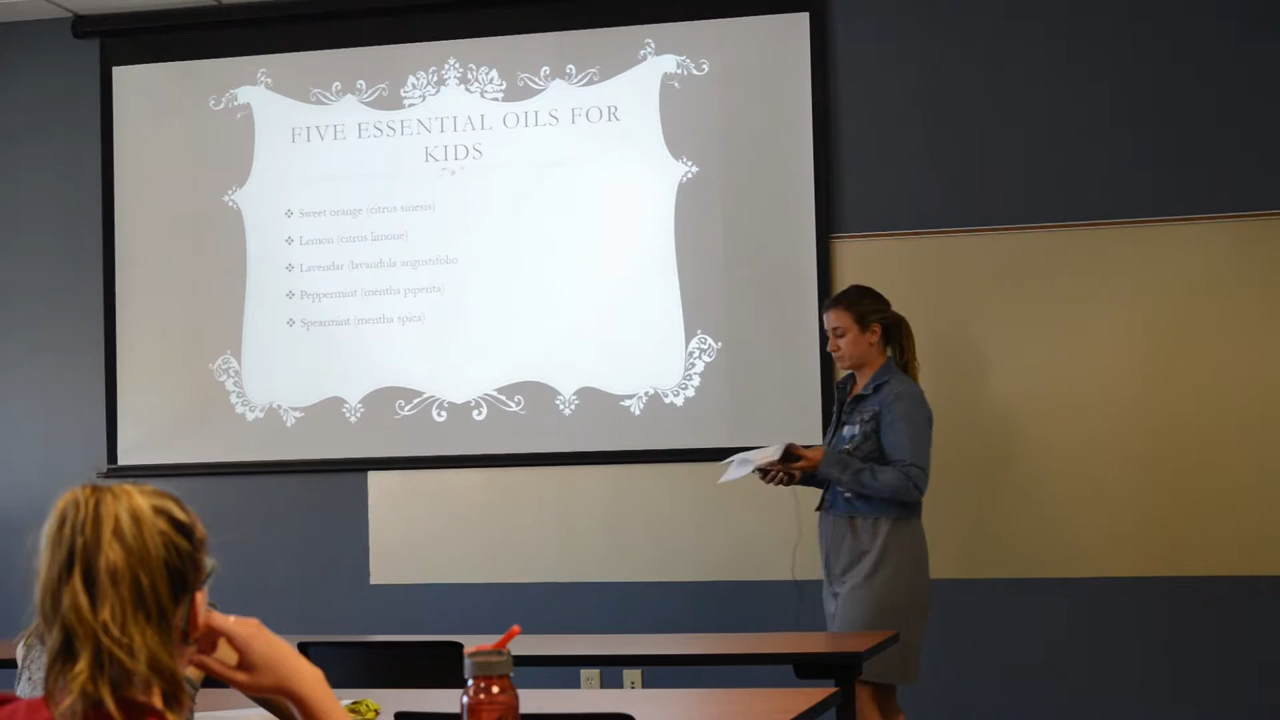 FIVE ESSENTIAL OILS FOR
KIDS
❖ Sweet orange (citrus sinesis)
❖ Lemon (citrus limone)
❖ Lavendar (lavandula angustifolio
❖ Peppermint (mentha piperita)
❖ Spearmint (mentha spica)